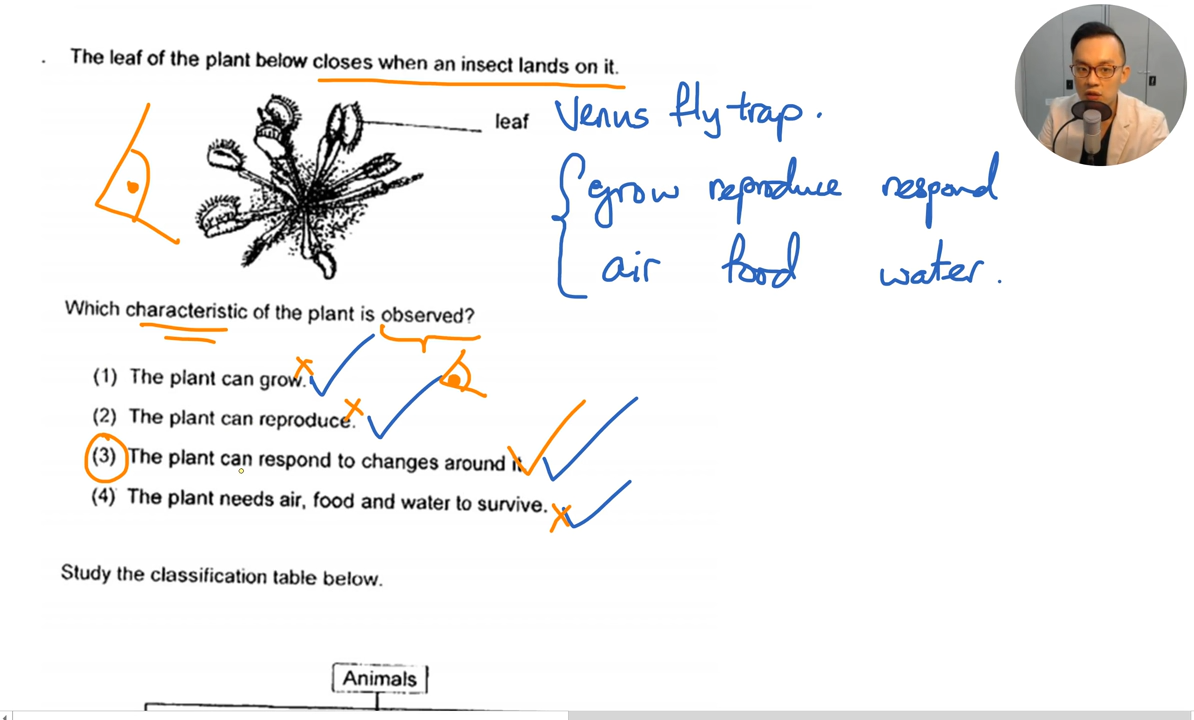 . The leaf of the plant below closes when an insect lands on it.
leaf
Venus fly trap.
grow reproduce respond
air food water.
Which characteristic of the plant is observed?
(1) The plant can grow.
(2) The plant can reproduce.
(3) The plant can respond to changes around it.
(4) The plant needs air, food and water to survive.
Study the classification table below.
Animals